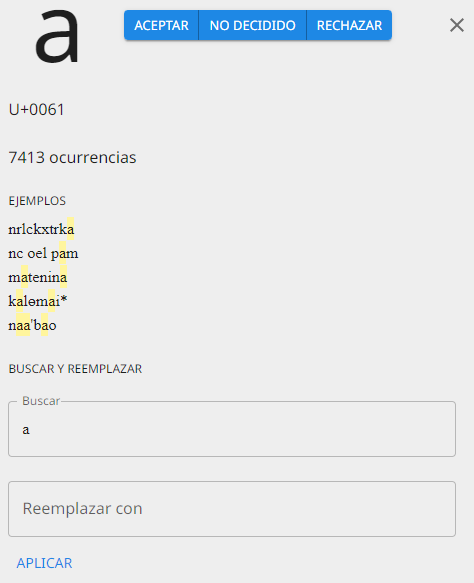 a
ACEPTAR NO DECIDIDO RECHAZAR
U+0061
7413 ocurrencias
EJEMPLOS
nrlckxtrka
nc oel pam
matenina
kalɵmai*
naa'bao
BUSCAR Y REEMPLAZAR
Buscar
a
Reemplazar con
APLICAR